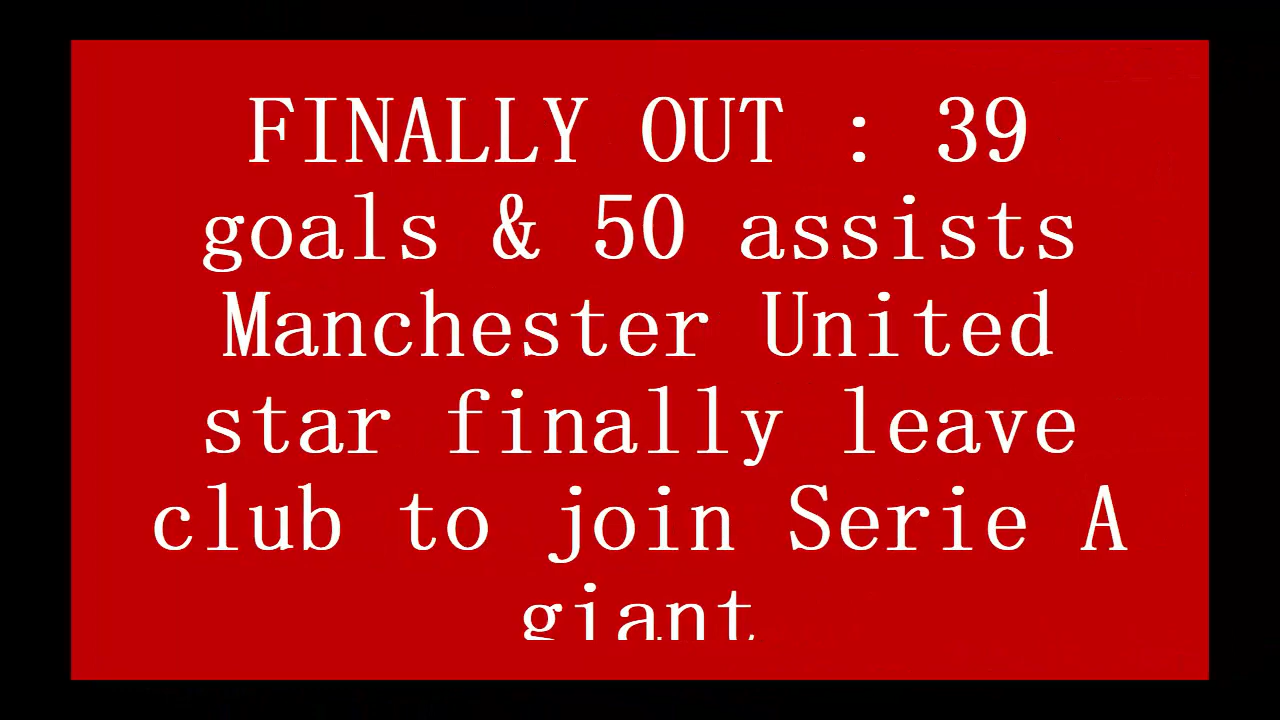 FINALLY OUT : 39
goals & 50 assists
Manchester United
star finally leave
club to join Serie A
giant